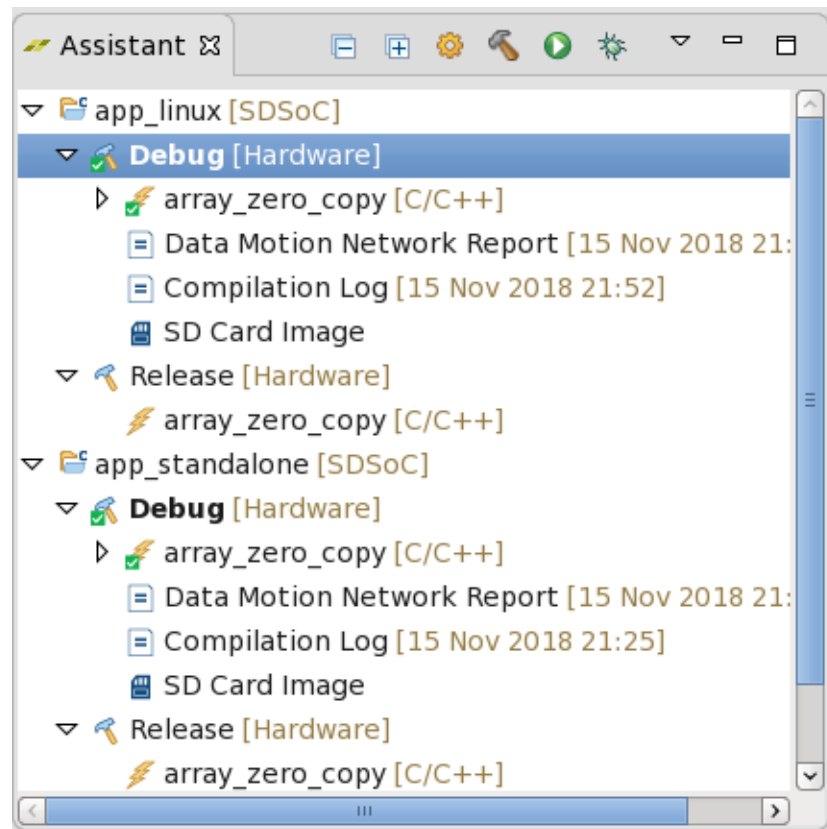 Assistant
app_linux [SDSoC]
Debug [Hardware]
array_zero_copy [C/C++]
Data Motion Network Report [15 Nov 2018 21:
Compilation Log [15 Nov 2018 21:52]
SD Card Image
Release [Hardware]
array_zero_copy [C/C++]
app_standalone [SDSoC]
Debug [Hardware]
array_zero_copy [C/C++]
Data Motion Network Report [15 Nov 2018 21:
Compilation Log [15 Nov 2018 21:25]
SD Card Image
Release [Hardware]
array_zero_copy [C/C++]